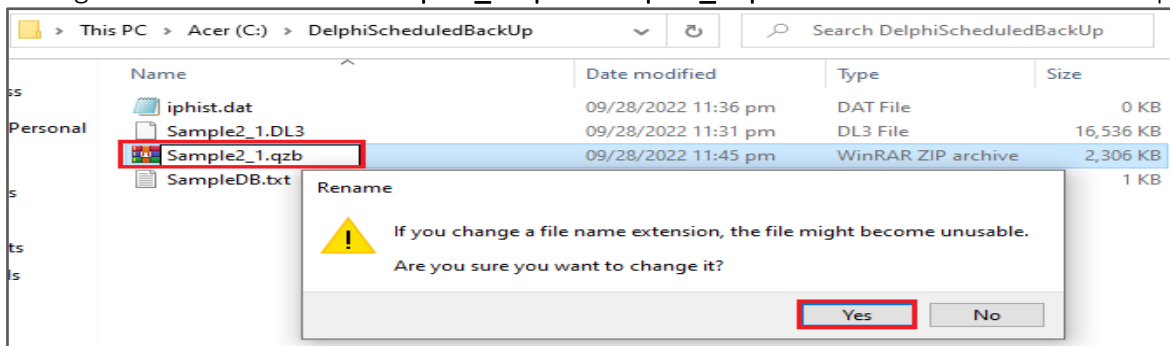 This PC > Acer (C:) > DelphiScheduledBackUp Search DelphiScheduledBackUp
Name Date modified Type Size
ss
iphist.dat 09/28/2022 11:36 pm DAT File 0 KB
Personal Sample2_1.DL3 09/28/2022 11:31 pm DL3 File 16,536 KB
Sample2_1.qzb 09/28/2022 11:45 pm WinRAR ZIP archive 2,306 KB
s SampleDB.txt 1 KB
Rename
If you change a file name extension, the file might become unusable.
ts
Are you sure you want to change it?
ls
Yes No